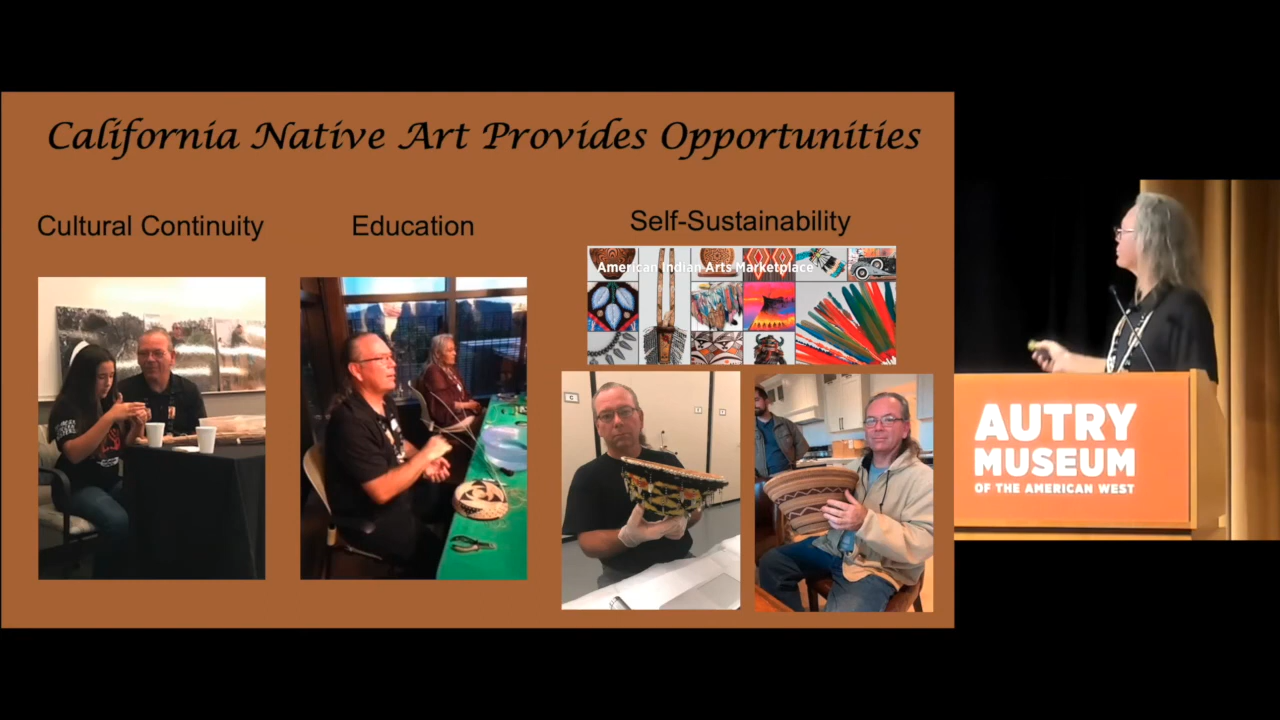 California Native Art Provides Opportunities
Cultural Continuity
Education
Self-Sustainability
American Indian Arts Marketplace
C
AUTRY
MUSEUM
OF THE AMERICAN WEST